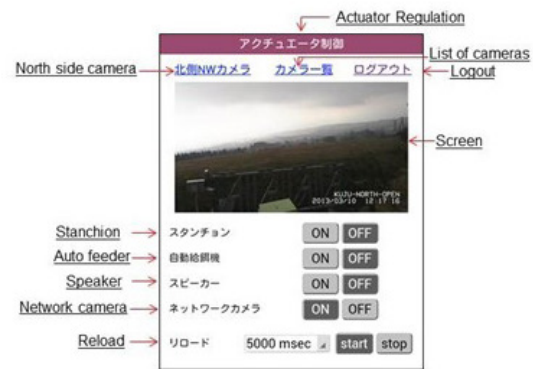 Actuator Regulation
アクチュエータ制御
List of cameras
North side camera
北側NWカメラ カメラ一覧 ログアウト
Logout
Screen
KUJU-NORTH-OPEN
2013/03/10 12 17 16
Stanchion スタンチョン ON OFF
Auto feeder 自動給餌機 ON OFF
Speaker スピーカー ON OFF
Network camera ネットワークカメラ ON OFF
Reload リロード 5000 msec start stop